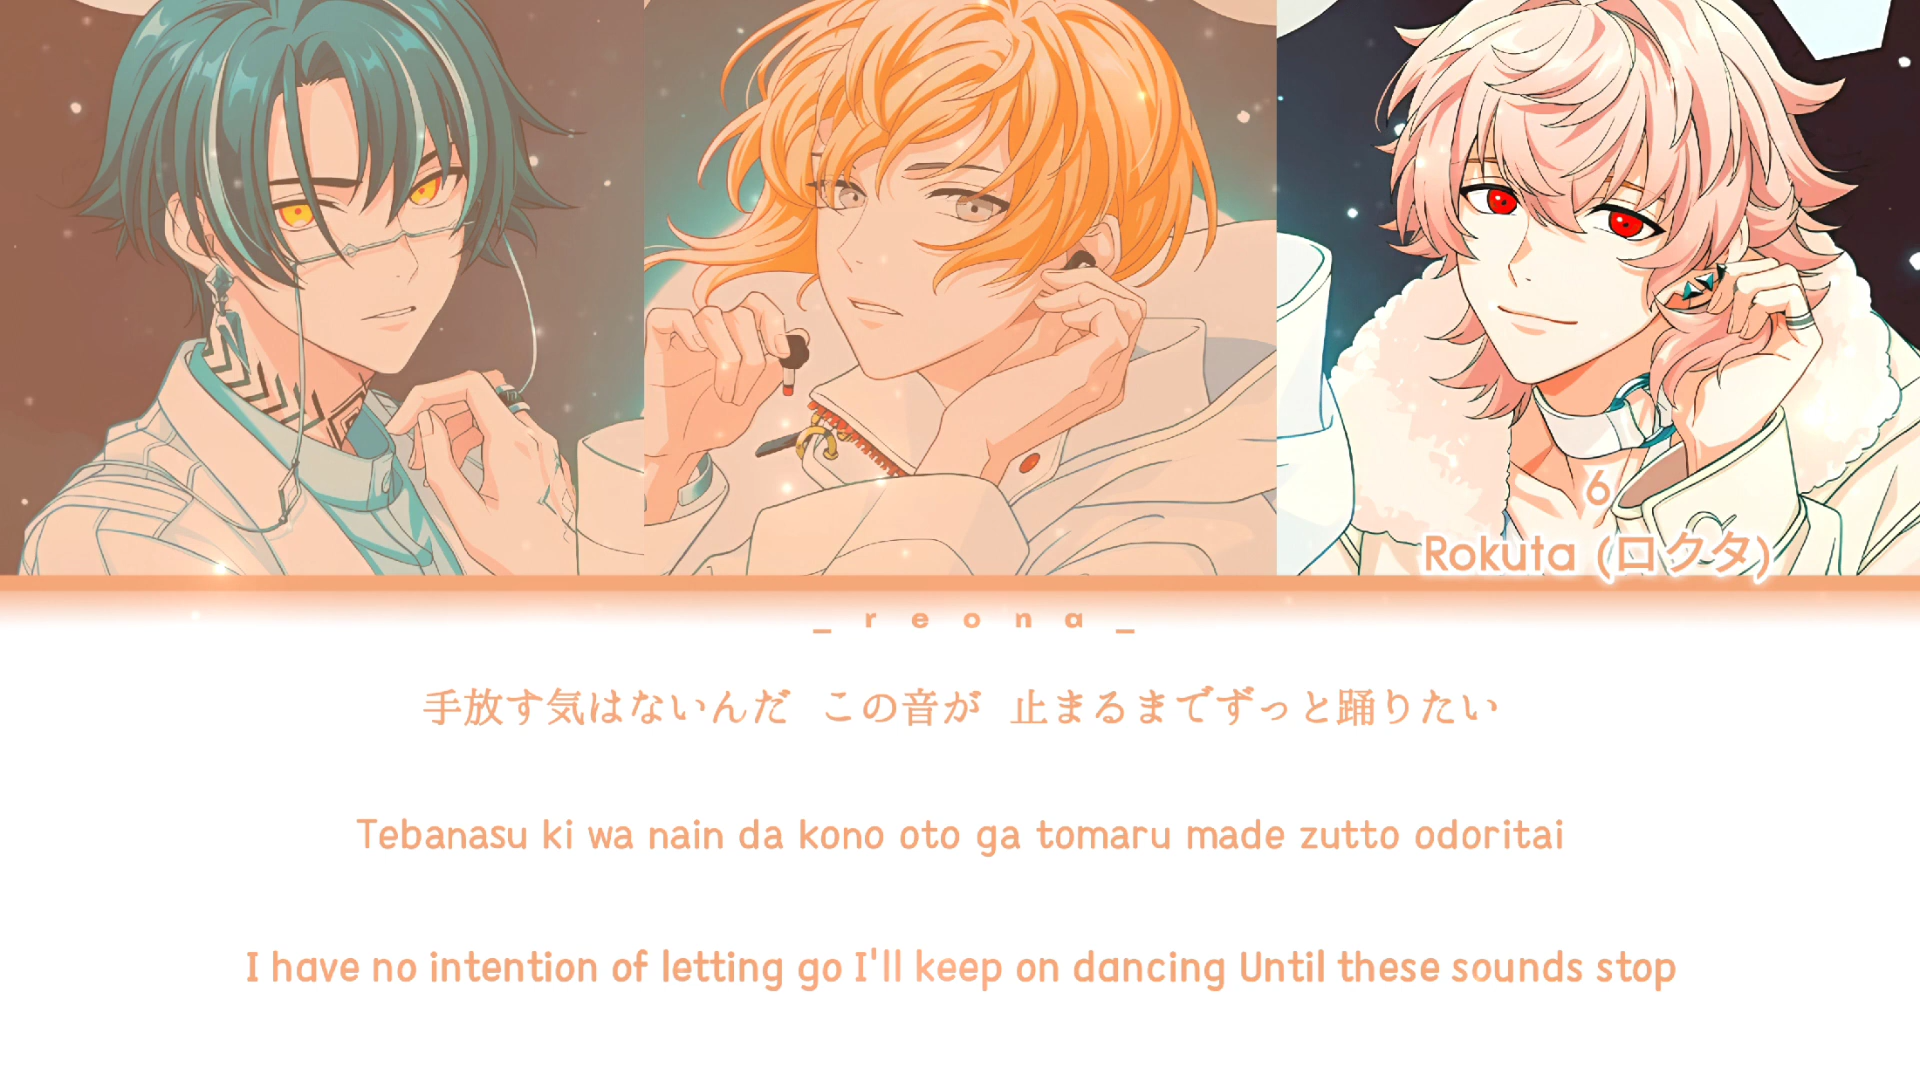 6
Rokuta (ロクタ)
_ r e o n a _
手放す気はないんだ この音が 止まるまでずっと踊りたい
Tebanasu ki wa nain da kono oto ga tomaru made zutto odoritai
I have no intention of letting go I'll keep on dancing Until these sounds stop